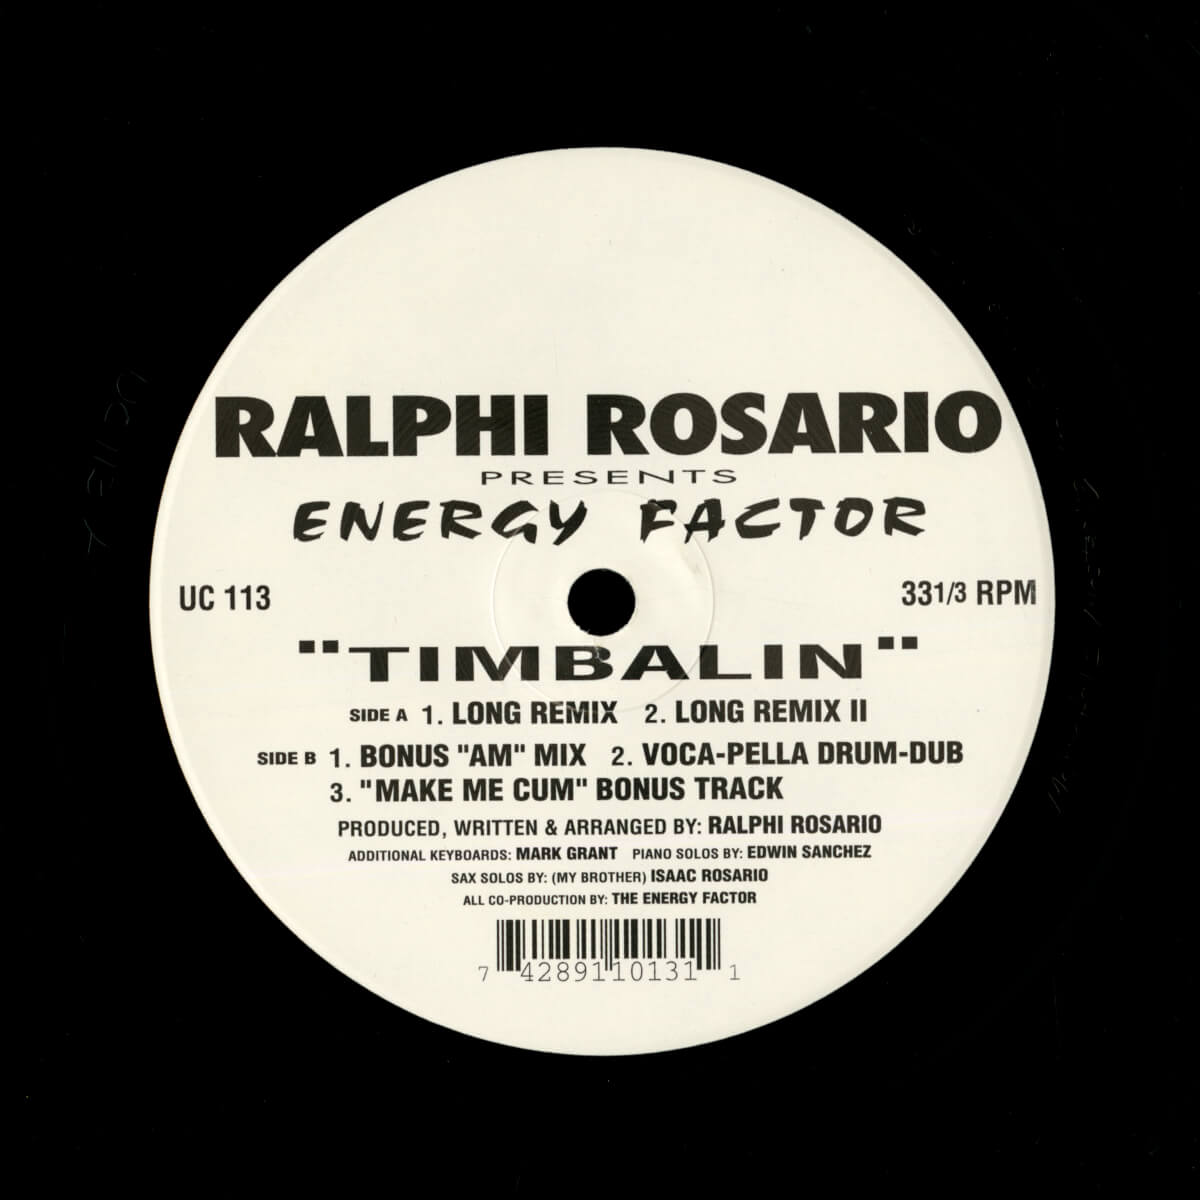 RALPHI ROSARIO
PRESENTS
ENERGY FACTOR
UC 113
33 1/3 RPM
"TIMBALIN"
SIDE A 1. LONG REMIX 2. LONG REMIX II
SIDE B 1. BONUS "AM" MIX 2. VOCA-PELLA DRUM-DUB
3. "MAKE ME CUM" BONUS TRACK
PRODUCED, WRITTEN & ARRANGED BY: RALPHI ROSARIO
ADDITIONAL KEYBOARDS: MARK GRANT PIANO SOLOS BY: EDWIN SANCHEZ
SAX SOLOS BY: (MY BROTHER) ISAAC ROSARIO
ALL CO-PRODUCTION BY: THE ENERGY FACTOR
7 42891 10131 1